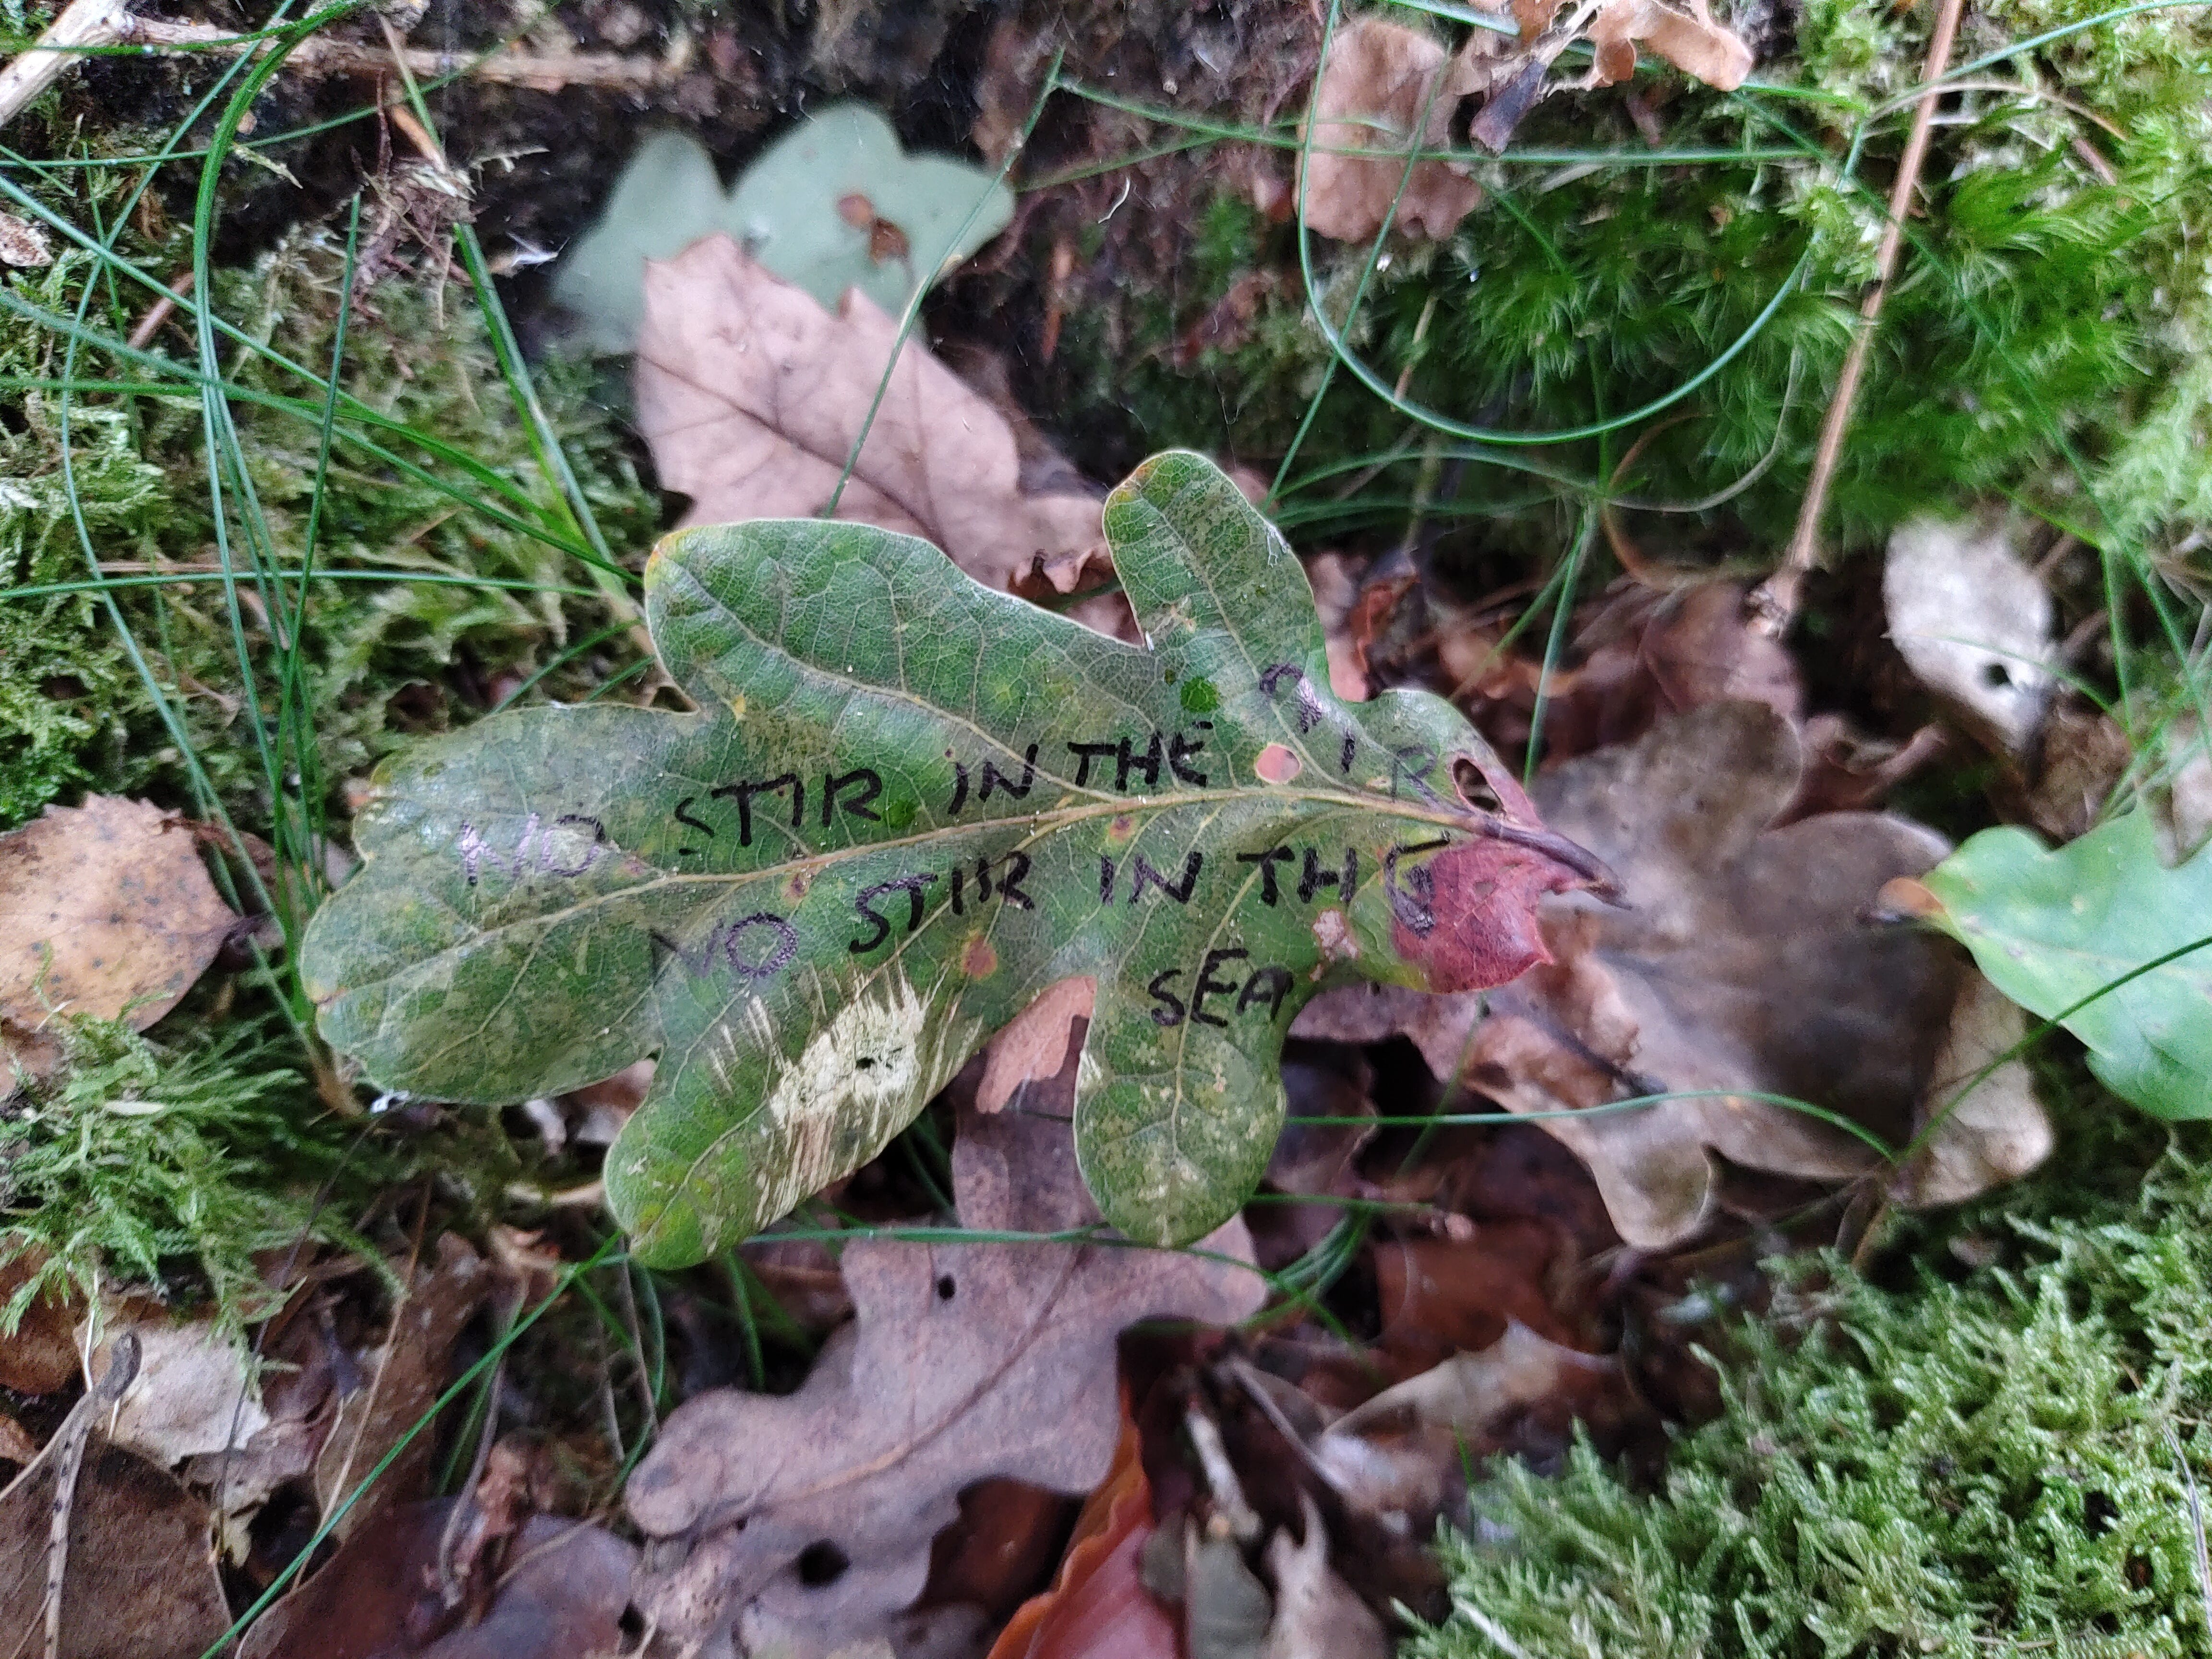 NO STIR IN THE AIR
NO STIR IN THE
SEA